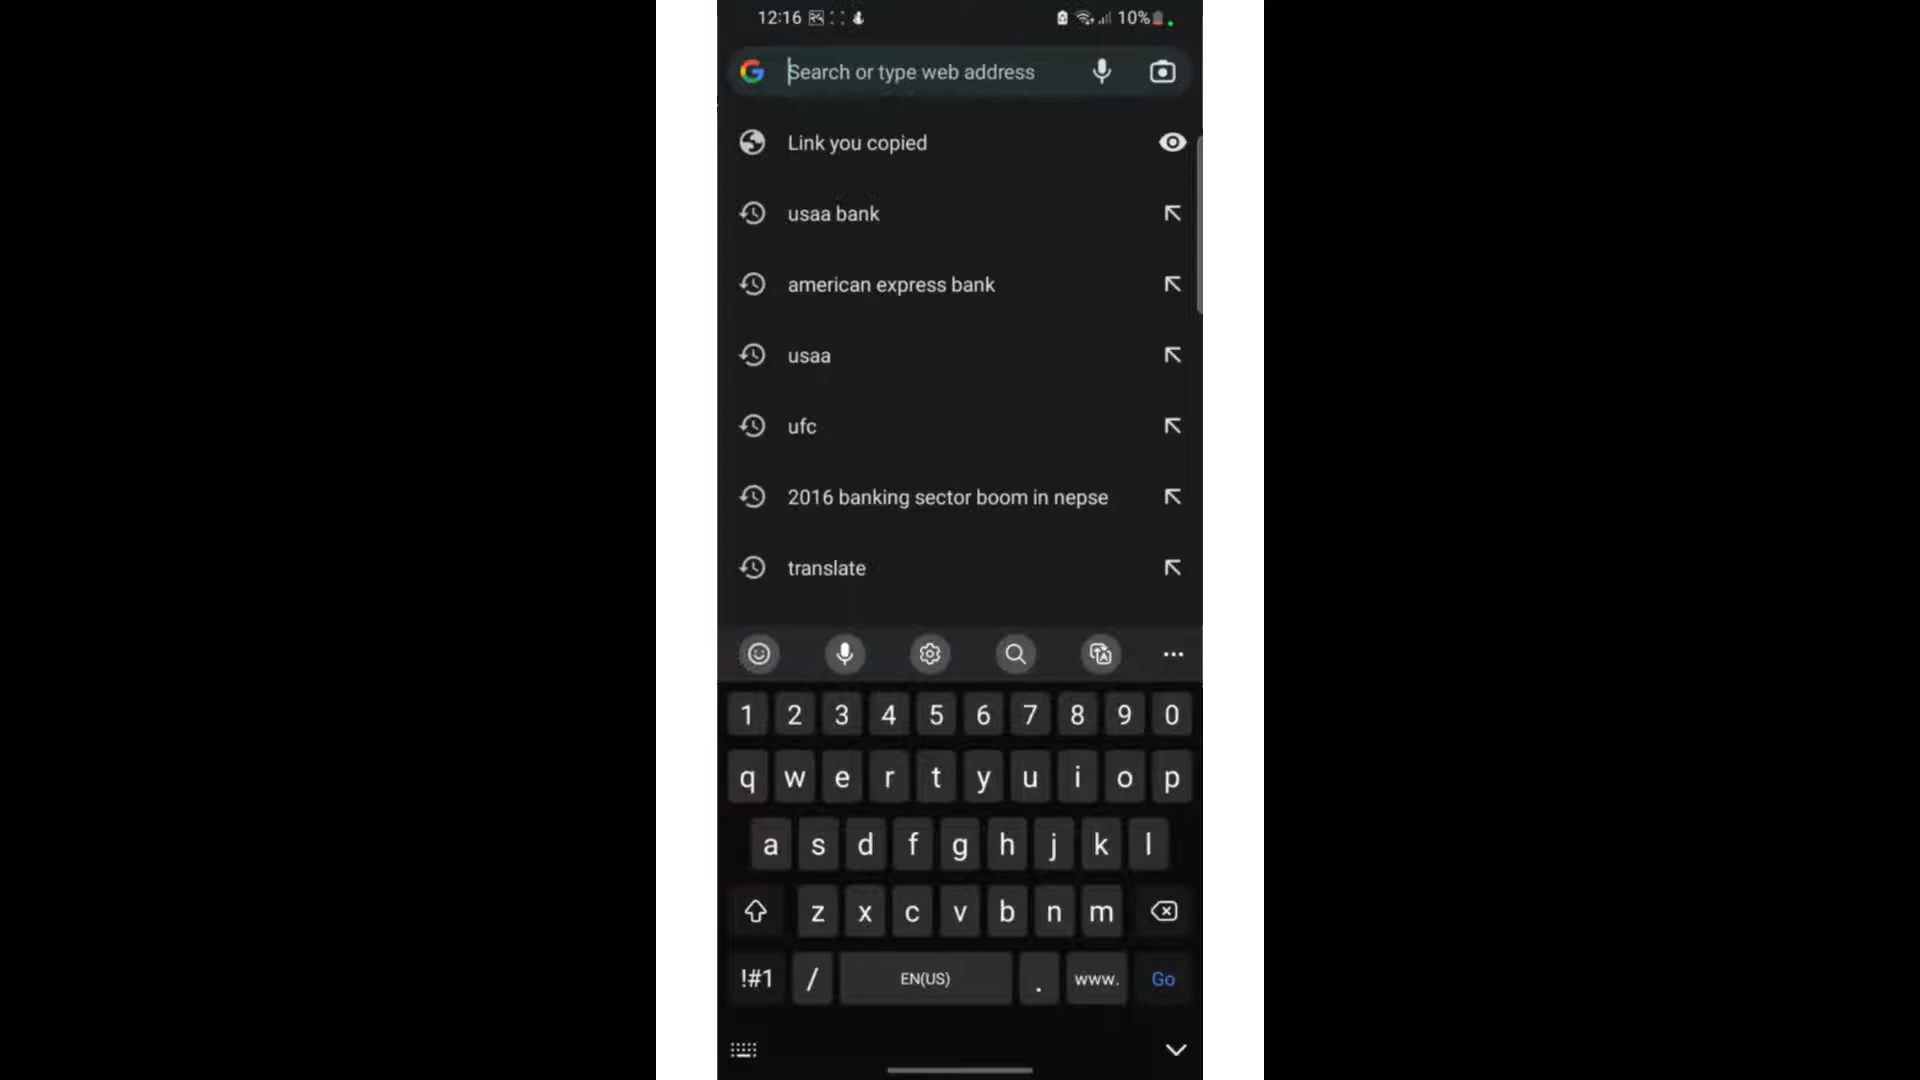 12:16 10%
Search or type web address
Link you copied
usaa bank
american express bank
usaa
ufc
2016 banking sector boom in nepse
translate
1 2 3 4 5 6 7 8 9 0
q w e r t y u i o p
a s d f g h j k l
z x c v b n m
!#1 / EN(US) . www. Go